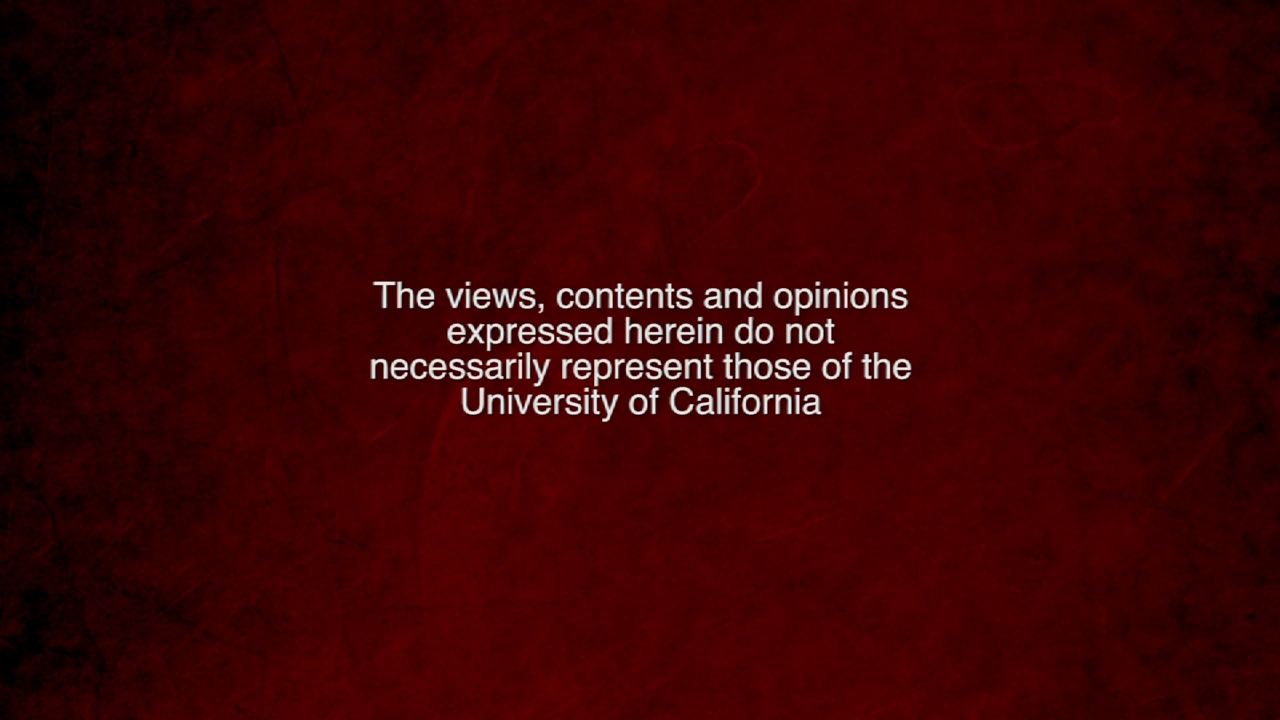 The views, contents and opinions
expressed herein do not
necessarily represent those of the
University of California